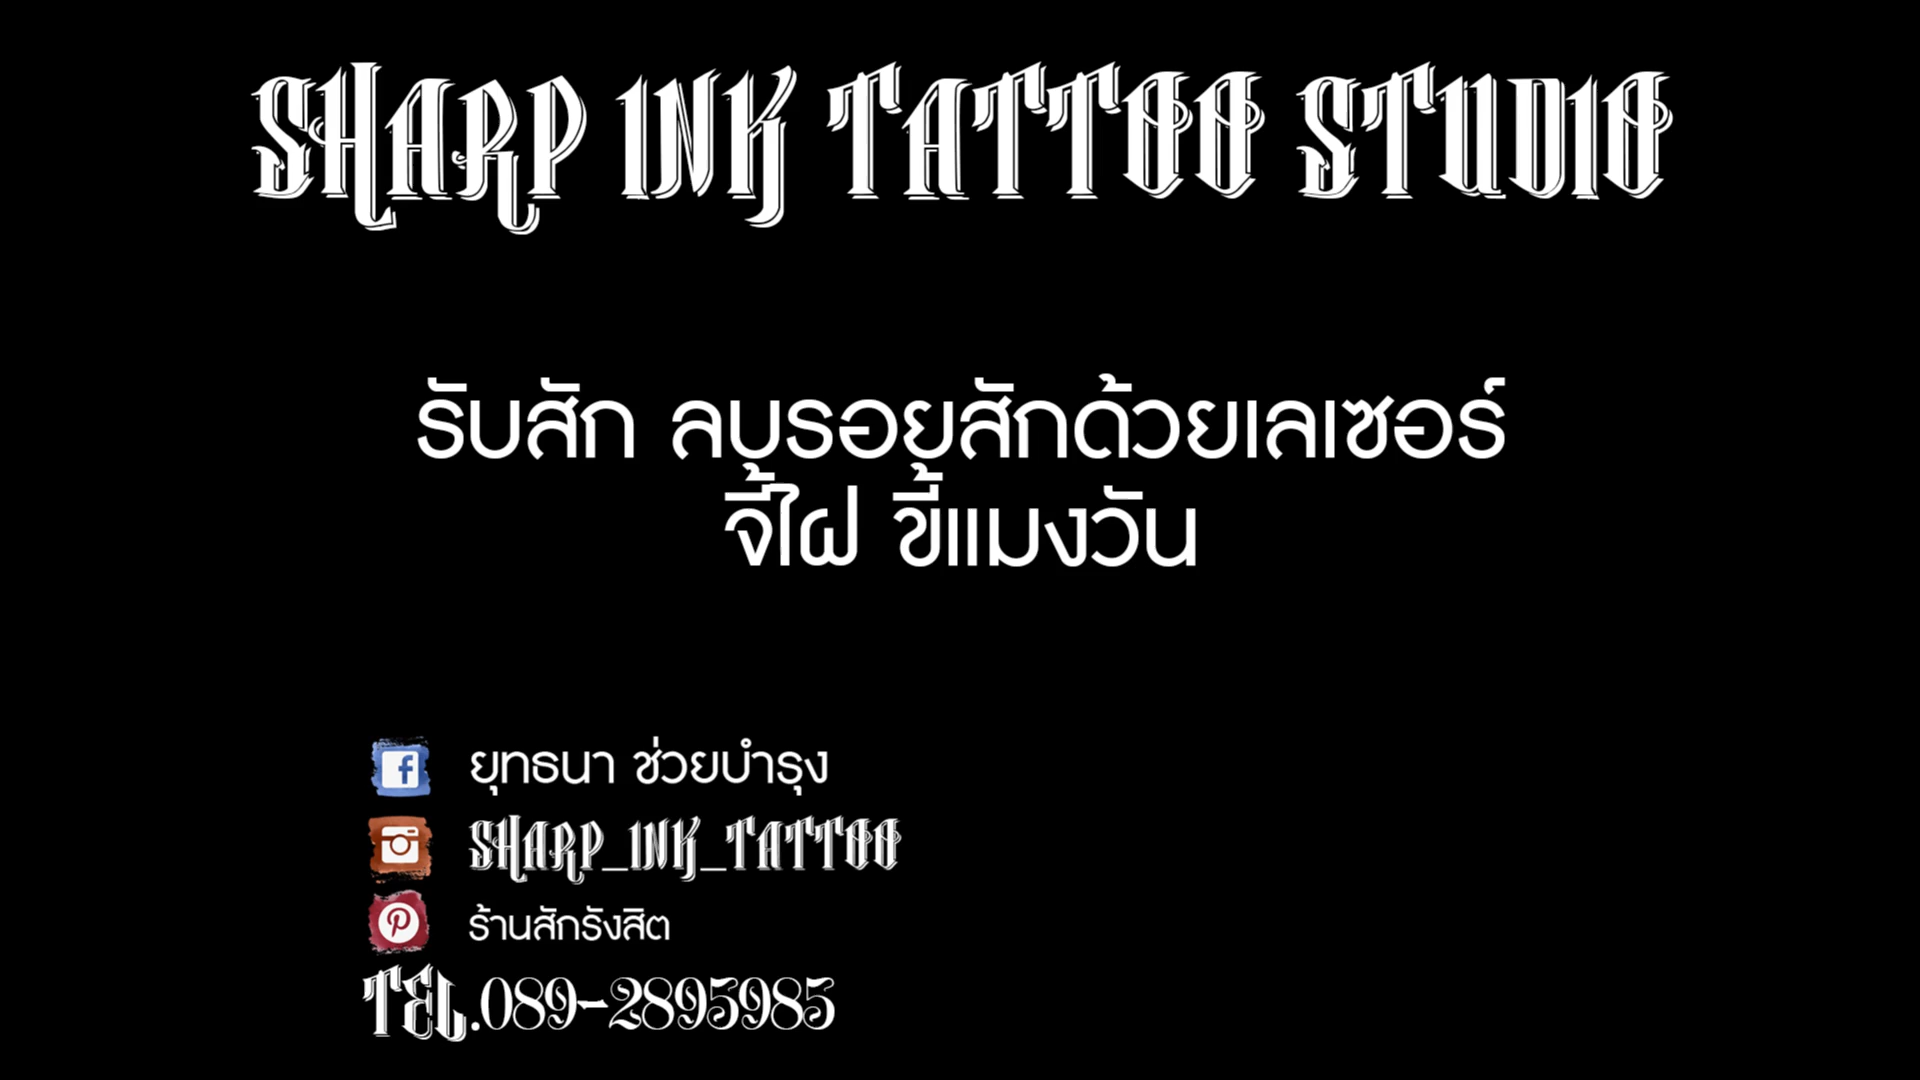 SHARP INK TATTOO STUDIO
รับสัก ลบรอยสักด้วยเลเซอร์
จี้ไฝ ขี้แมงวัน
ยุทธนา ช่วยบำรุง
SHARP_INK_TATTOO
ร้านสักรังสิต
TEL.089-2895985